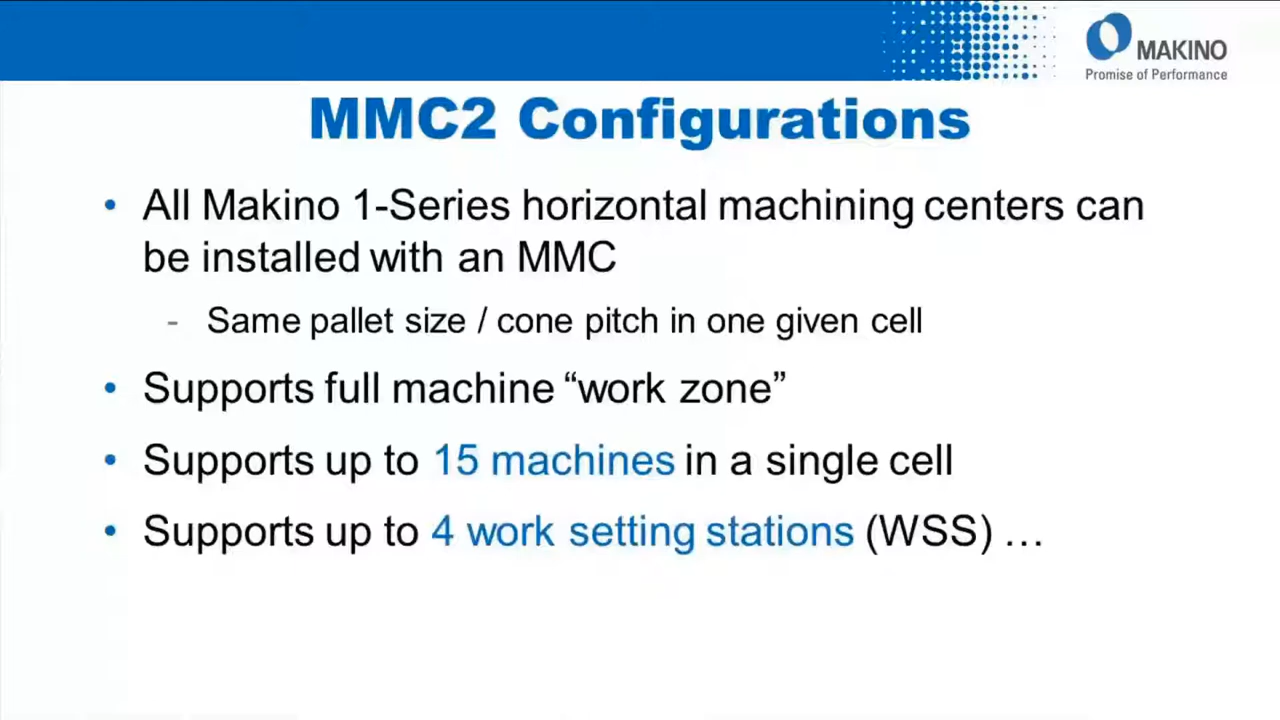 MAKINO
Promise of Performance
MMC2 Configurations
• All Makino 1-Series horizontal machining centers can
be installed with an MMC
- Same pallet size / cone pitch in one given cell
• Supports full machine “work zone”
• Supports up to 15 machines in a single cell
• Supports up to 4 work setting stations (WSS) …